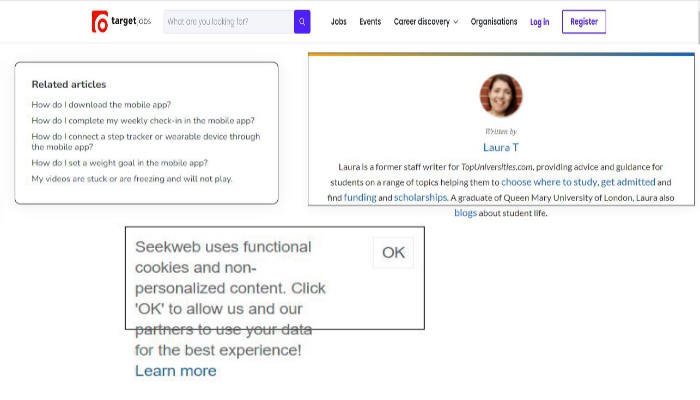 targetjobs What are you looking for? Jobs Events Career discovery Organisations Log in Register
Related articles
How do I download the mobile app?
How do I complete my weekly check-in in the mobile app?
How do I connect a step tracker or wearable device through
the mobile app?
How do I set a weight goal in the mobile app?
My videos are stuck or are freezing and will not play.
Written by
Laura T
Laura is a former staff writer for TopUniversities.com, providing advice and guidance for
students on a range of topics helping them to choose where to study, get admitted and
find funding and scholarships. A graduate of Queen Mary University of London, Laura also
blogs about student life.
Seekweb uses functional
cookies and non-
personalized content. Click
'OK' to allow us and our
partners to use your data
for the best experience!
Learn more
OK